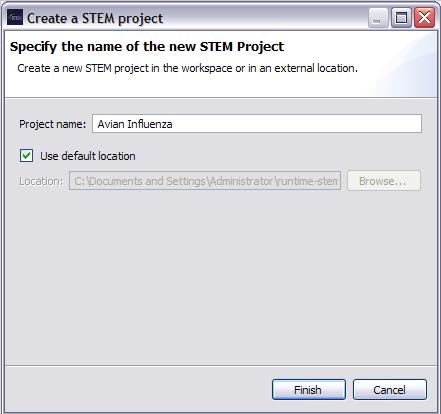 STEM Create a STEM project
Specify the name of the new STEM Project
Create a new STEM project in the workspace or in an external location.
Project name: Avian Influenza
Use default location
Location: C:\Documents and Settings\Administrator\runtime-stem Browse...
Finish Cancel